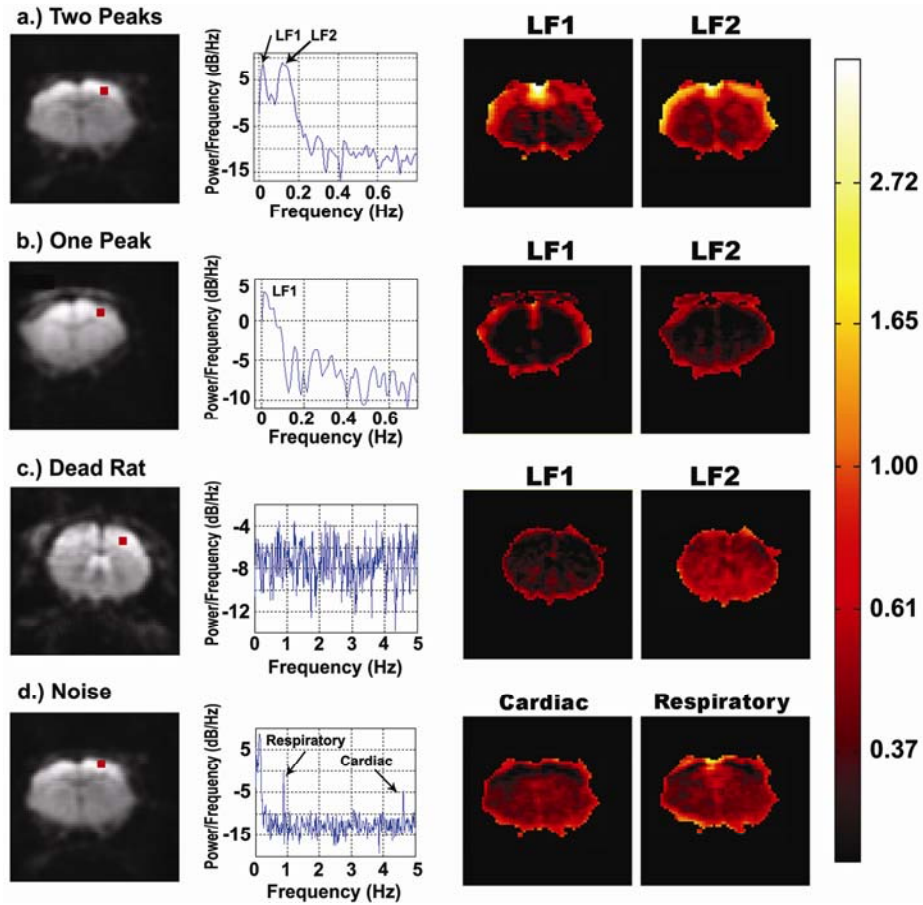 a.) Two Peaks
LF1 LF2
Power/Frequency (dB/Hz)
5
-5
-15
0 0.2 0.4 0.6
Frequency (Hz)
LF1
LF2
b.) One Peak
LF1
Power/Frequency (dB/Hz)
5
0
-5
-10
0 0.2 0.4 0.6
Frequency (Hz)
LF1
LF2
c.) Dead Rat
Power/Frequency (dB/Hz)
-4
-8
-12
0 1 2 3 4 5
Frequency (Hz)
LF1
LF2
d.) Noise
Respiratory
Cardiac
Power/Frequency (dB/Hz)
5
-5
-15
0 1 2 3 4 5
Frequency (Hz)
Cardiac
Respiratory
2.72
1.65
1.00
0.61
0.37